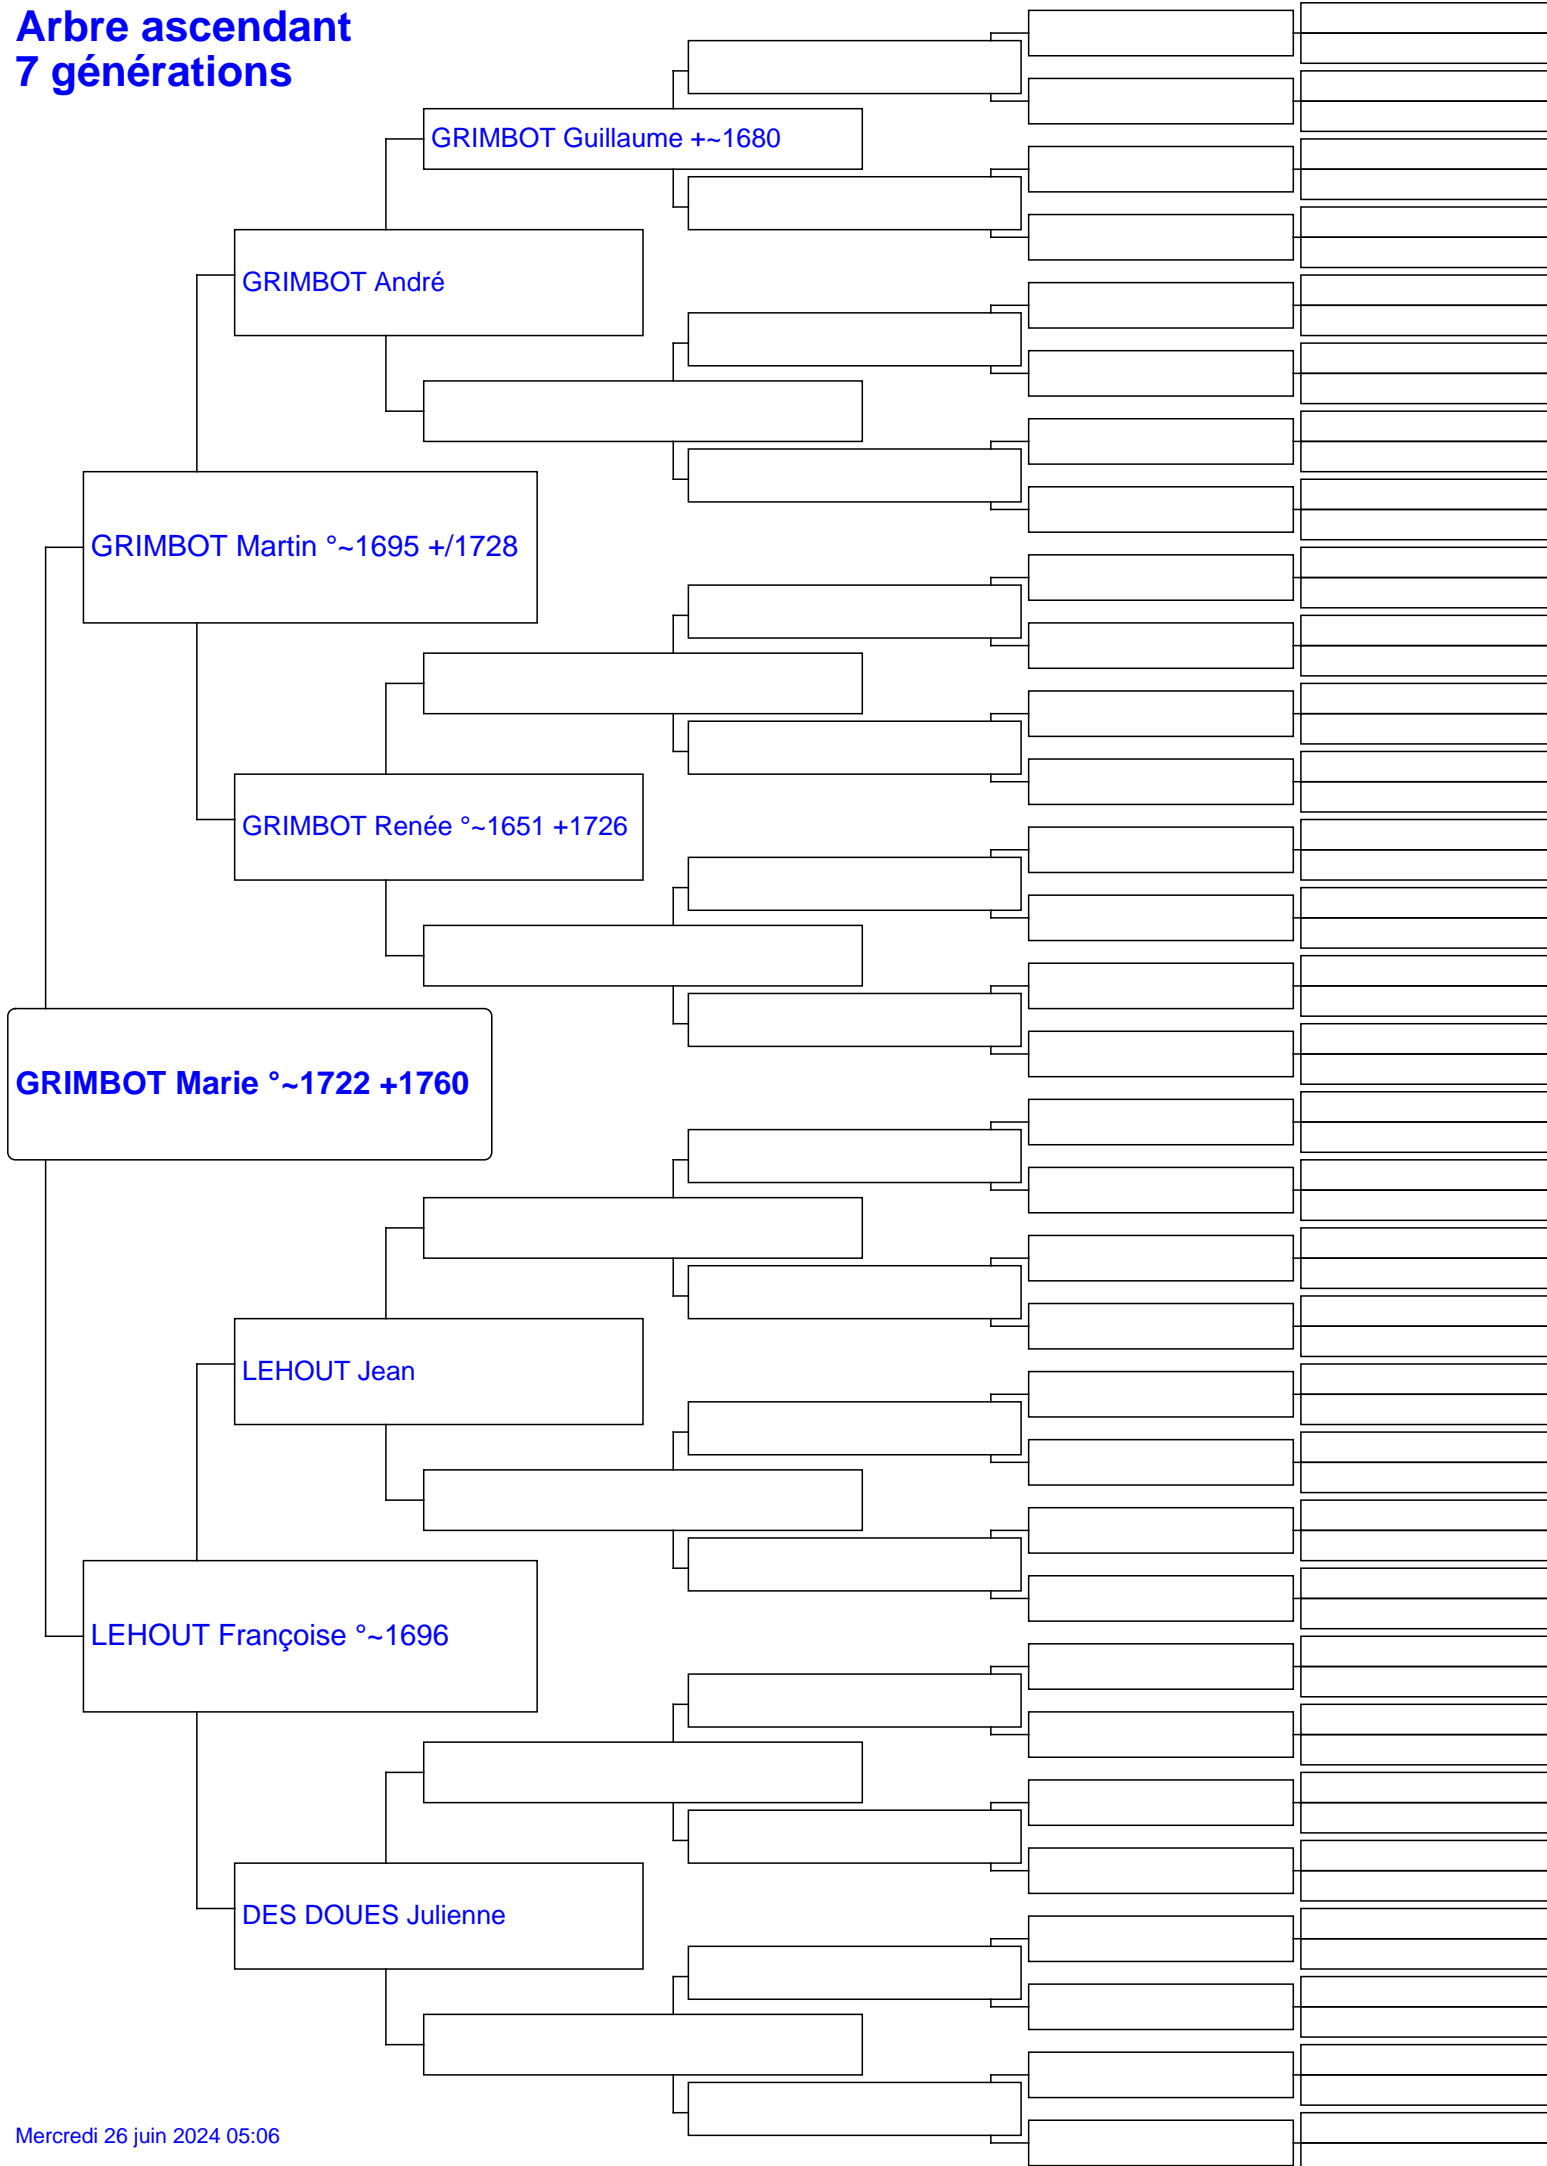 Arbre ascendant
7 générations
GRIMBOT Guillaume +~1680
GRIMBOT André
GRIMBOT Martin °~1695 +/1728
GRIMBOT Renée °~1651 +1726
GRIMBOT Marie °~1722 +1760
LEHOUT Jean
LEHOUT Françoise °~1696
DES DOUES Julienne
Mercredi 26 juin 2024 05:06